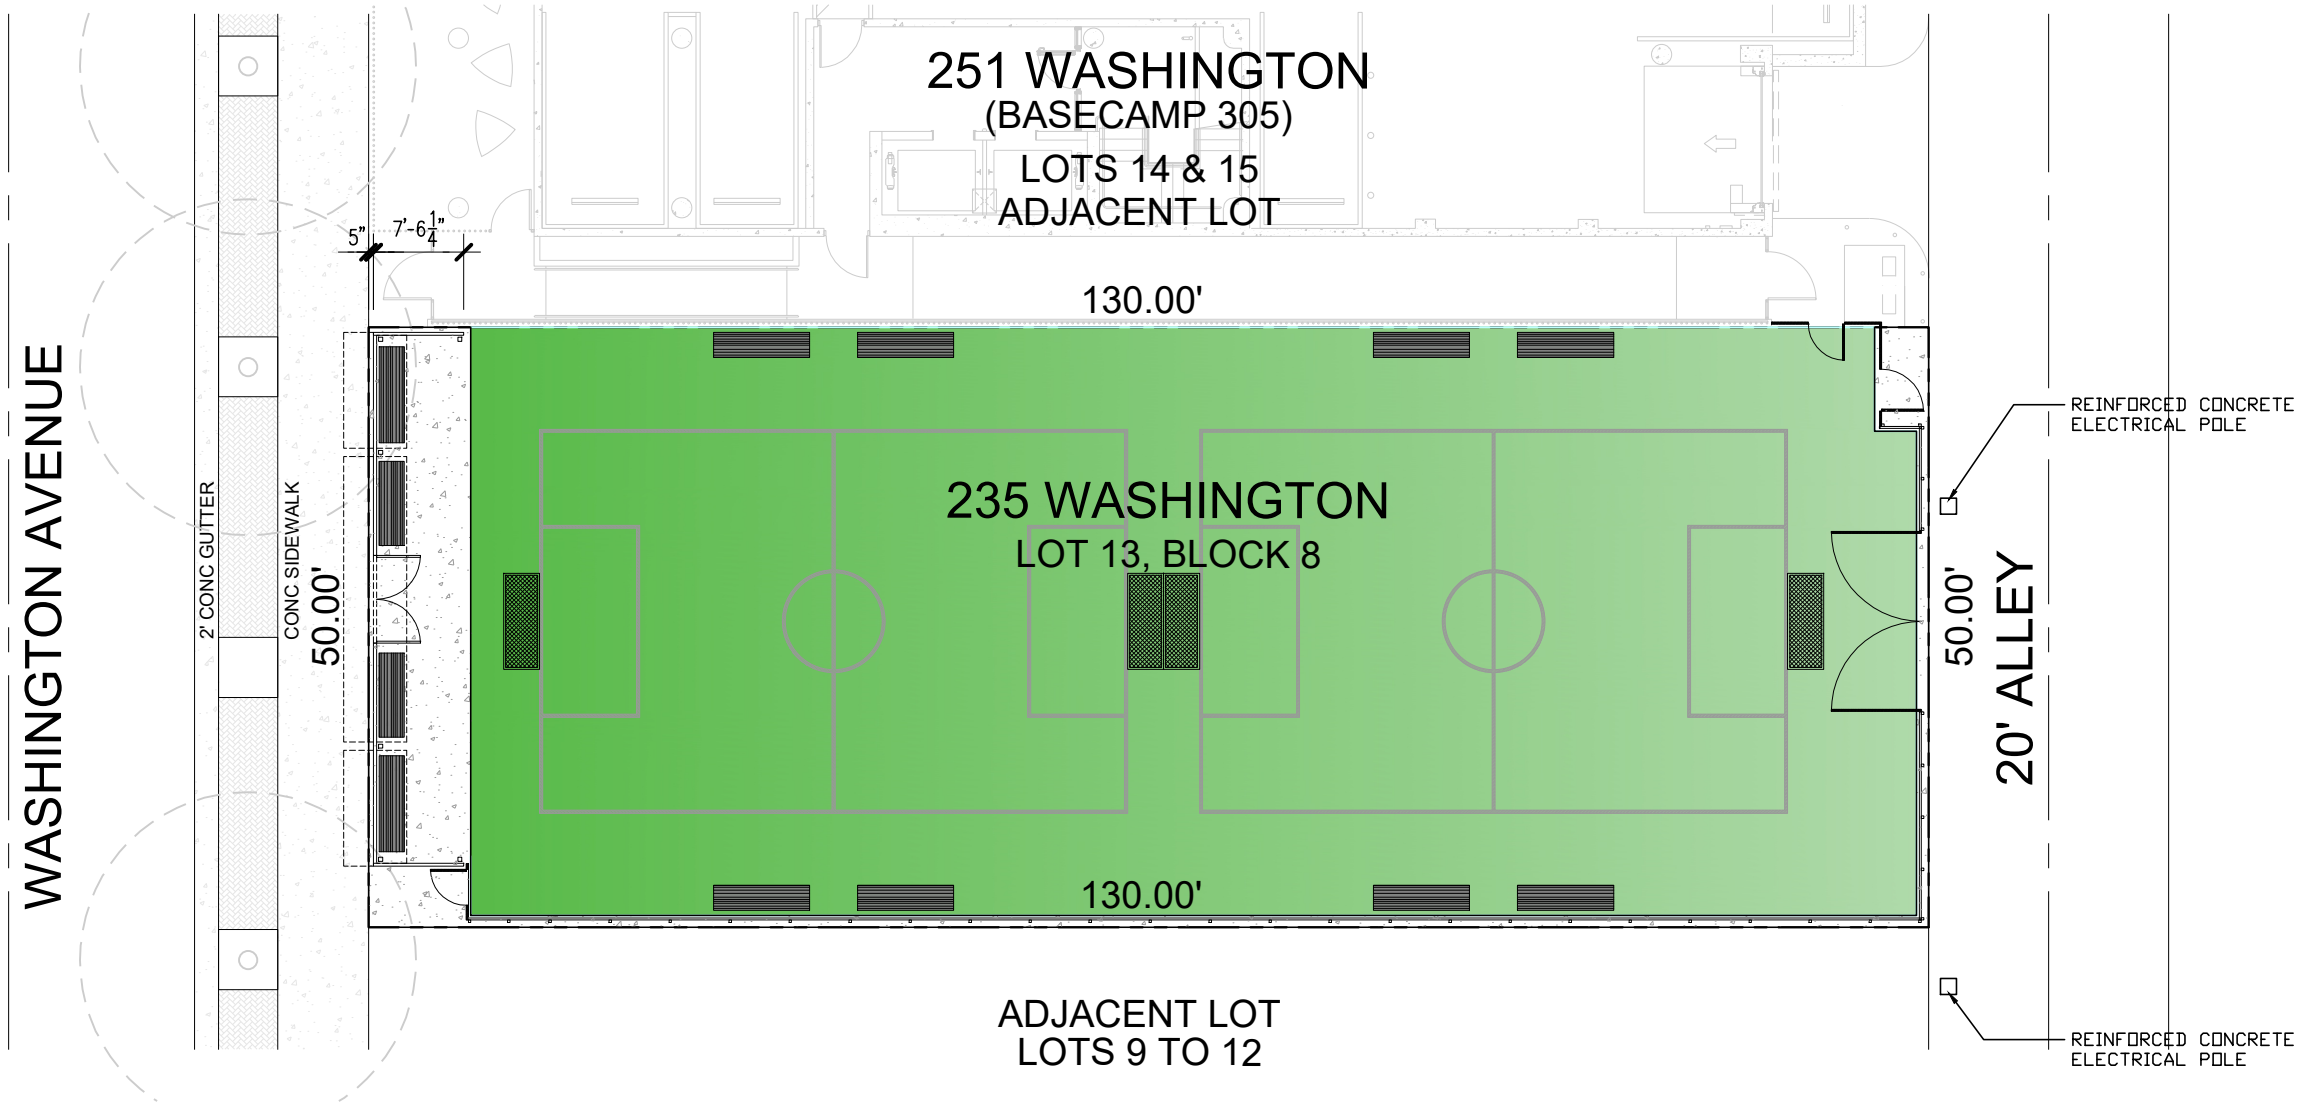 251 WASHINGTON
(BASECAMP 305)
LOTS 14 & 15
ADJACENT LOT
5"
7'-6 1/4"
130.00'
WASHINGTON AVENUE
2' CONC GUTTER
CONC SIDEWALK
50.00'
235 WASHINGTON
LOT 13, BLOCK 8
130.00'
50.00'
20' ALLEY
REINFORCED CONCRETE
ELECTRICAL POLE
ADJACENT LOT
LOTS 9 TO 12
REINFORCED CONCRETE
ELECTRICAL POLE